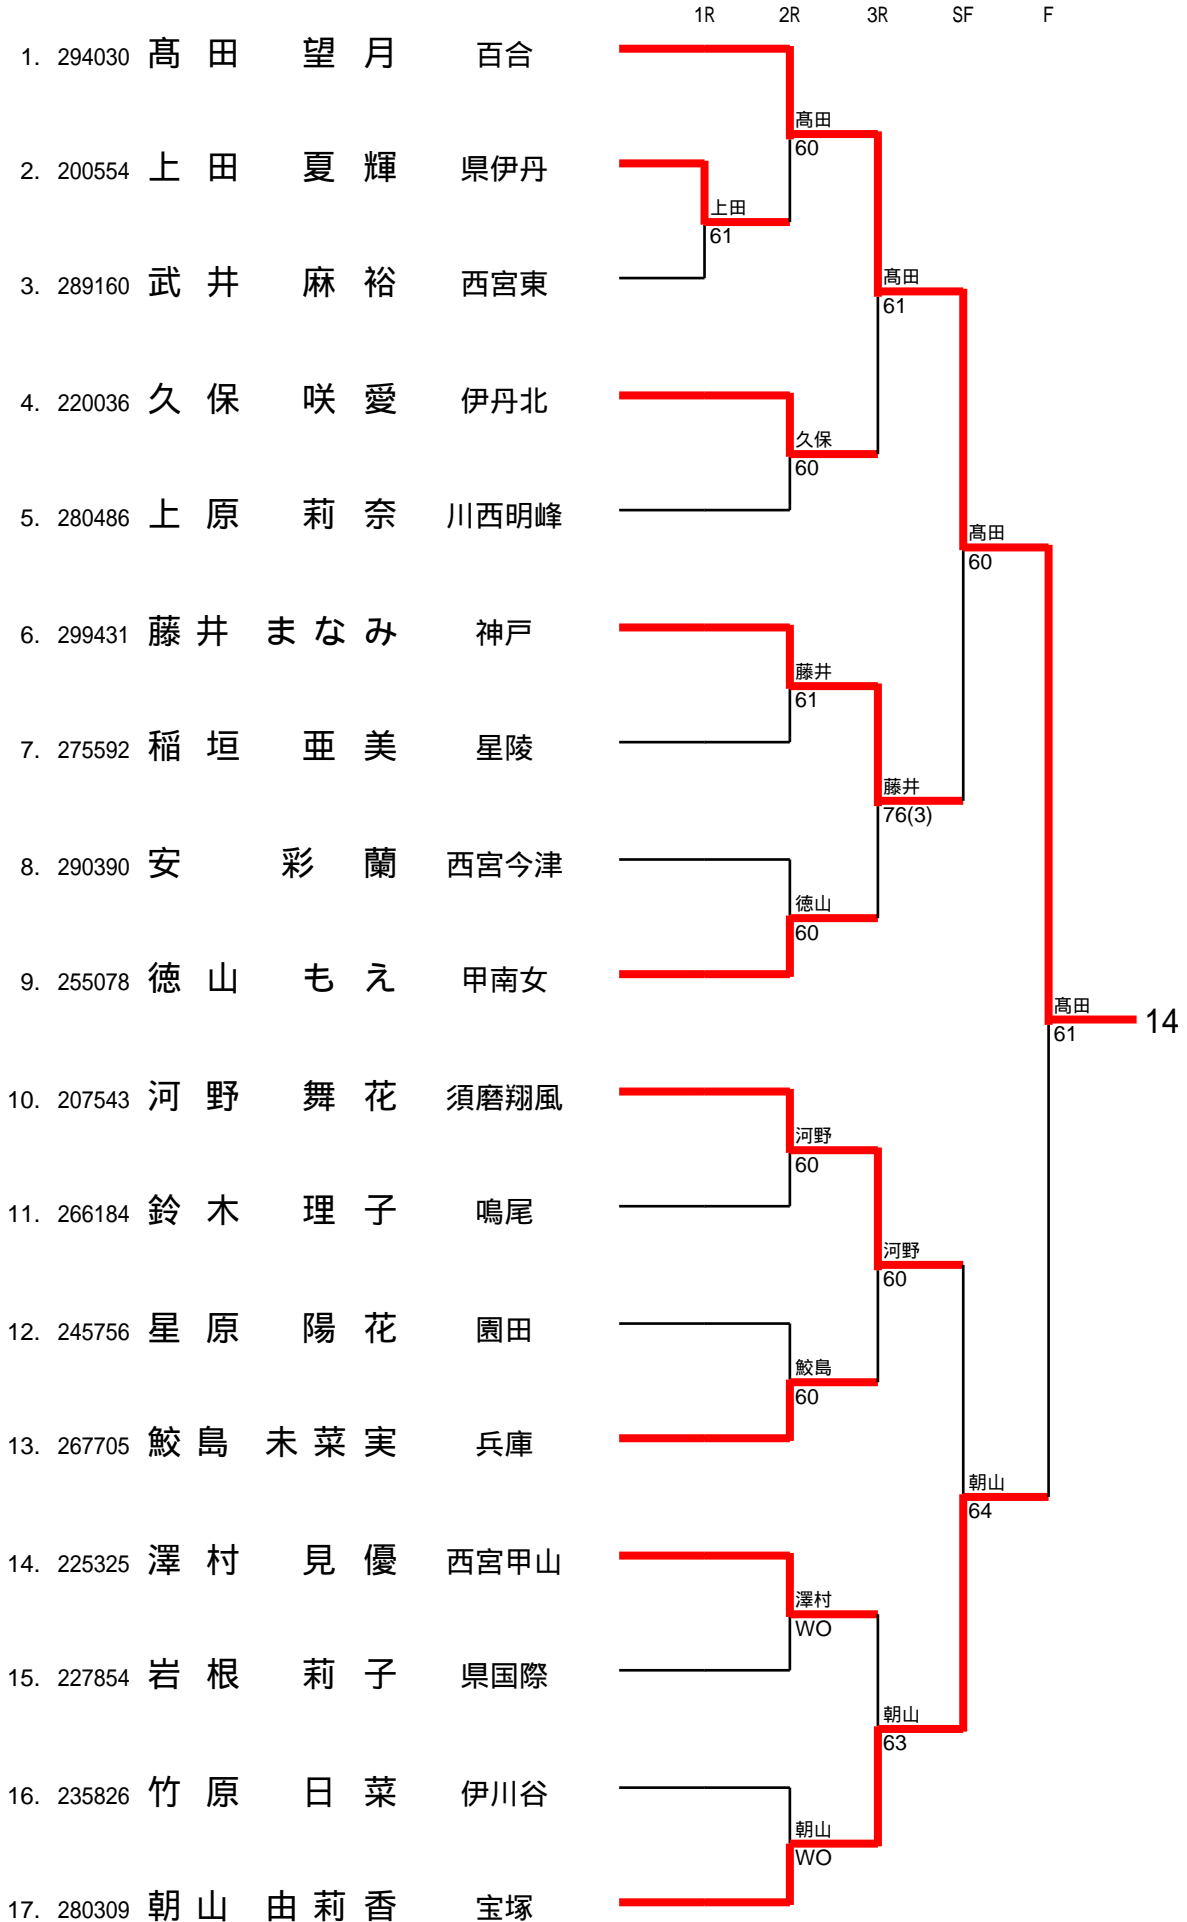 1R 2R 3R SF F
1. 294030 髙田 望月 百合
髙田
60
2. 200554 上田 夏輝 県伊丹
上田
61
3. 289160 武井 麻裕 西宮東
髙田
61
4. 220036 久保 咲愛 伊丹北
久保
60
5. 280486 上原 莉奈 川西明峰
髙田
60
6. 299431 藤井 まなみ 神戸
藤井
61
7. 275592 稲垣 亜美 星陵
藤井
76(3)
8. 290390 安 彩蘭 西宮今津
徳山
60
9. 255078 徳山 もえ 甲南女
髙田
61
14
10. 207543 河野 舞花 須磨翔風
河野
60
11. 266184 鈴木 理子 鳴尾
河野
60
12. 245756 星原 陽花 園田
鮫島
60
13. 267705 鮫島 未菜実 兵庫
朝山
64
14. 225325 澤村 見優 西宮甲山
澤村
WO
15. 227854 岩根 莉子 県国際
朝山
63
16. 235826 竹原 日菜 伊川谷
朝山
WO
17. 280309 朝山 由莉香 宝塚